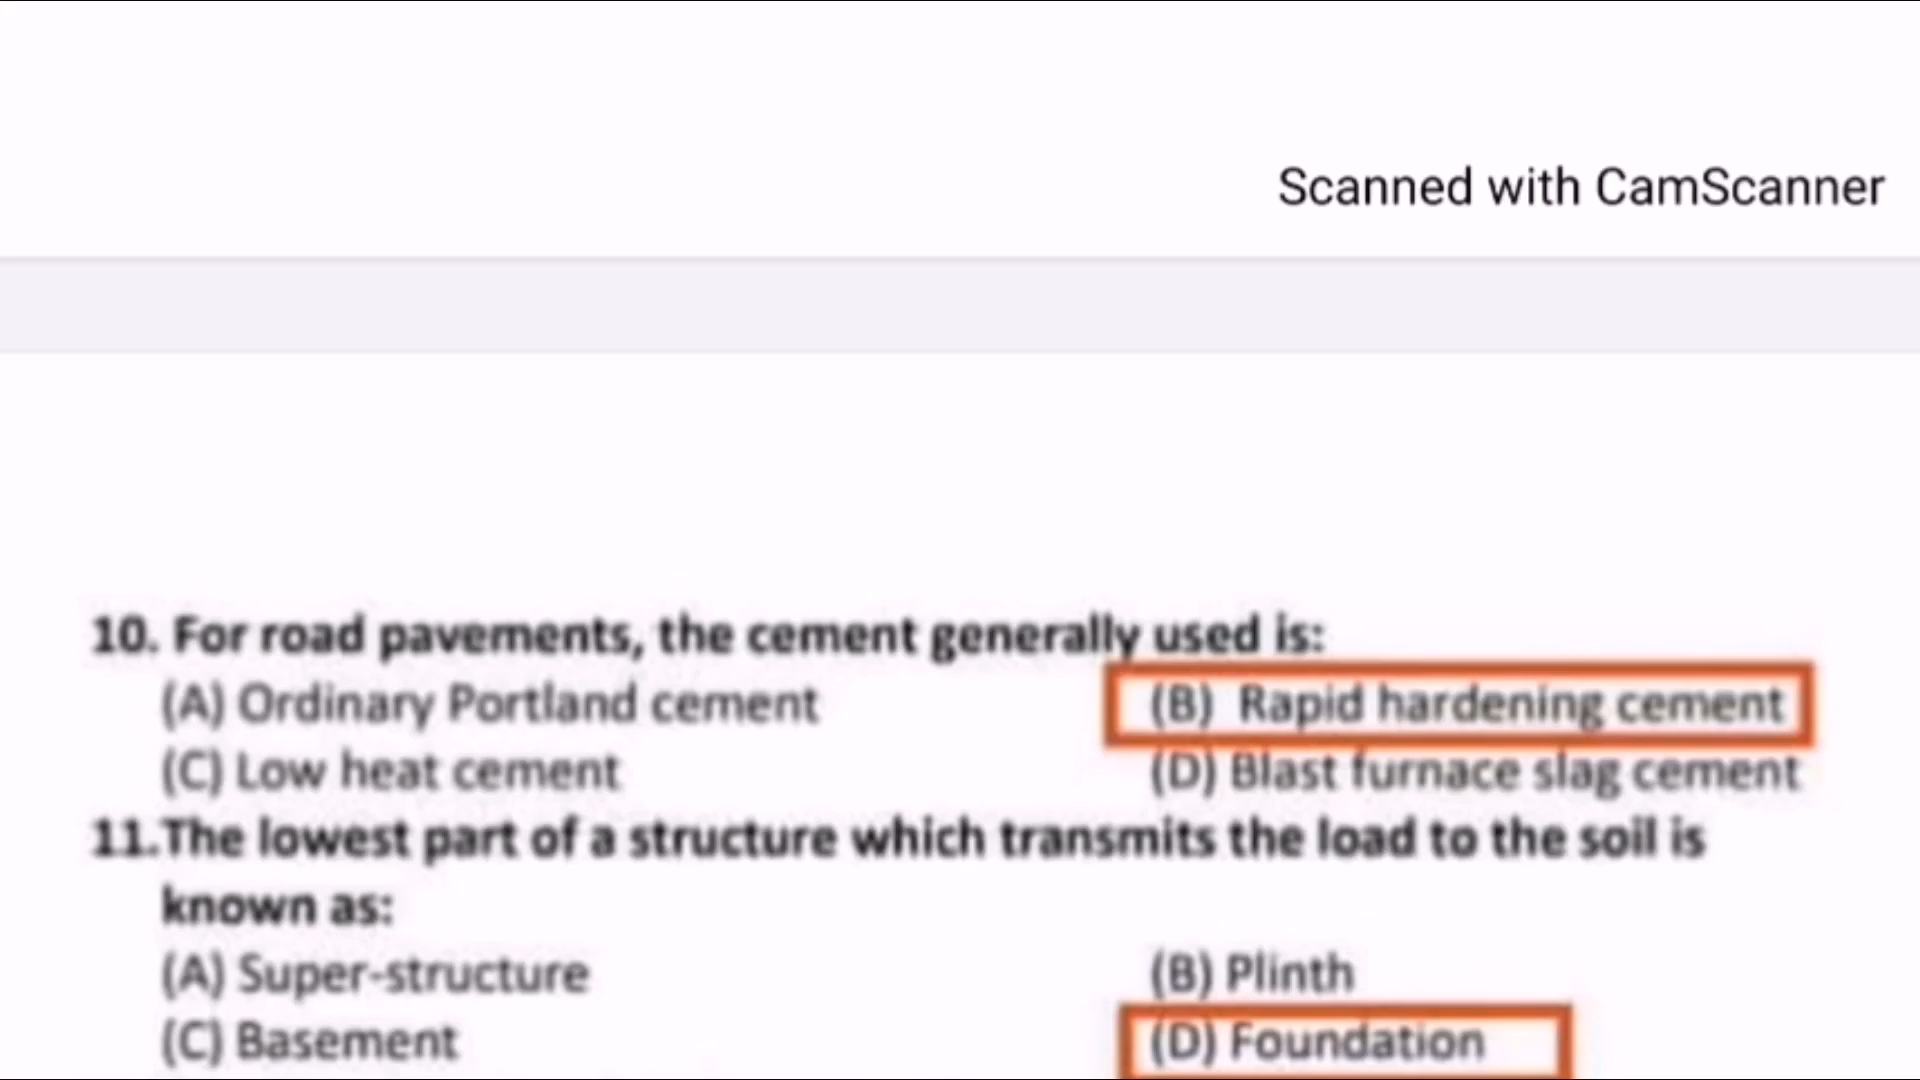 Scanned with CamScanner
10. For road pavements, the cement generally used is:
(A) Ordinary Portland cement (B) Rapid hardening cement
(C) Low heat cement (D) Blast furnace slag cement
11.The lowest part of a structure which transmits the load to the soil is
known as:
(A) Super-structure (B) Plinth
(C) Basement (D) Foundation